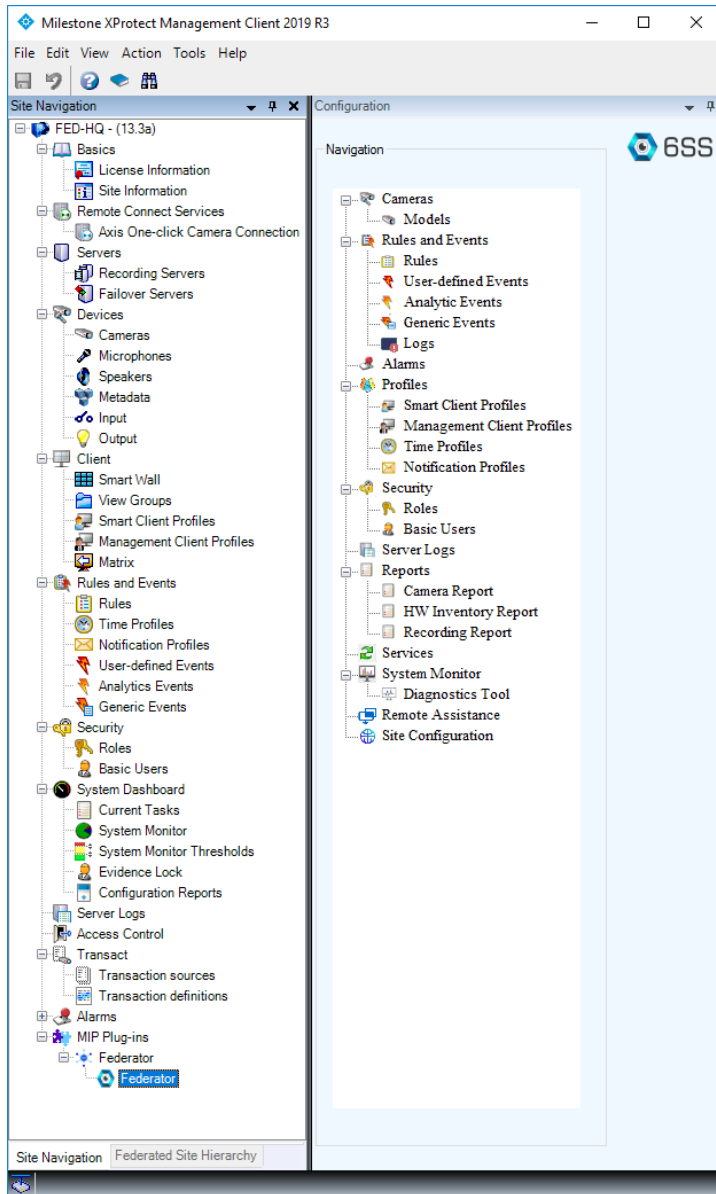 Milestone XProtect Management Client 2019 R3
File Edit View Action Tools Help
Site Navigation
FED-HQ - (13.3a)
Basics
License Information
Site Information
Remote Connect Services
Axis One-click Camera Connection
Servers
Recording Servers
Failover Servers
Devices
Cameras
Microphones
Speakers
Metadata
Input
Output
Client
Smart Wall
View Groups
Smart Client Profiles
Management Client Profiles
Matrix
Rules and Events
Rules
Time Profiles
Notification Profiles
User-defined Events
Analytics Events
Generic Events
Security
Roles
Basic Users
System Dashboard
Current Tasks
System Monitor
System Monitor Thresholds
Evidence Lock
Configuration Reports
Server Logs
Access Control
Transact
Transaction sources
Transaction definitions
Alarms
MIP Plug-ins
Federator
Federator
Site Navigation
Federated Site Hierarchy
Configuration
Navigation
6SS
Cameras
Models
Rules and Events
Rules
User-defined Events
Analytic Events
Generic Events
Logs
Alarms
Profiles
Smart Client Profiles
Management Client Profiles
Time Profiles
Notification Profiles
Security
Roles
Basic Users
Server Logs
Reports
Camera Report
HW Inventory Report
Recording Report
Services
System Monitor
Diagnostics Tool
Remote Assistance
Site Configuration